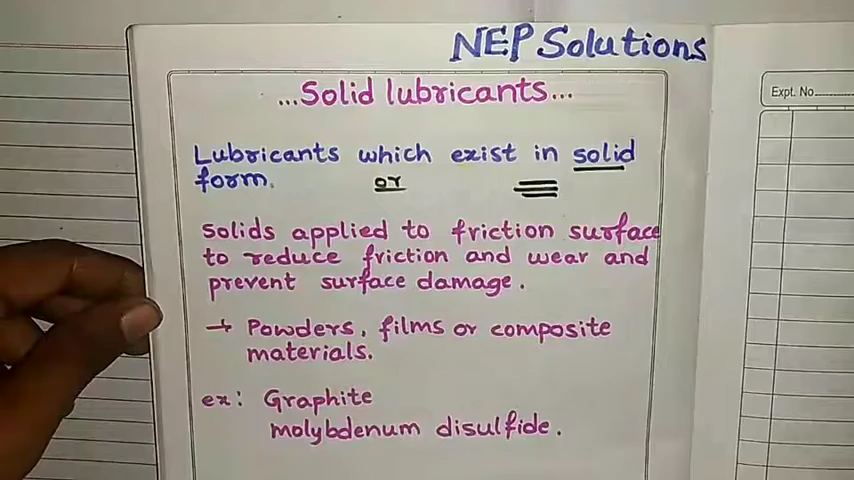 NEP Solutions
...Solid lubricants...
Expt. No.
Lubricants which exist in solid
form.
or
Solids applied to friction surface
to reduce friction and wear and
prevent surface damage.
→ Powders, films or composite
materials.
ex: Graphite
molybdenum disulfide.